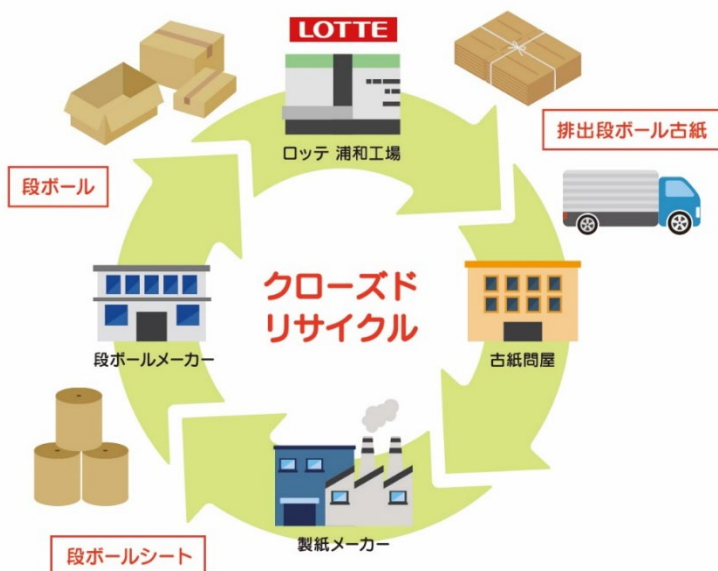 LOTTE
ロッテ 浦和工場
排出段ボール古紙
段ボール
クローズド
リサイクル
段ボールメーカー
古紙問屋
製紙メーカー
段ボールシート